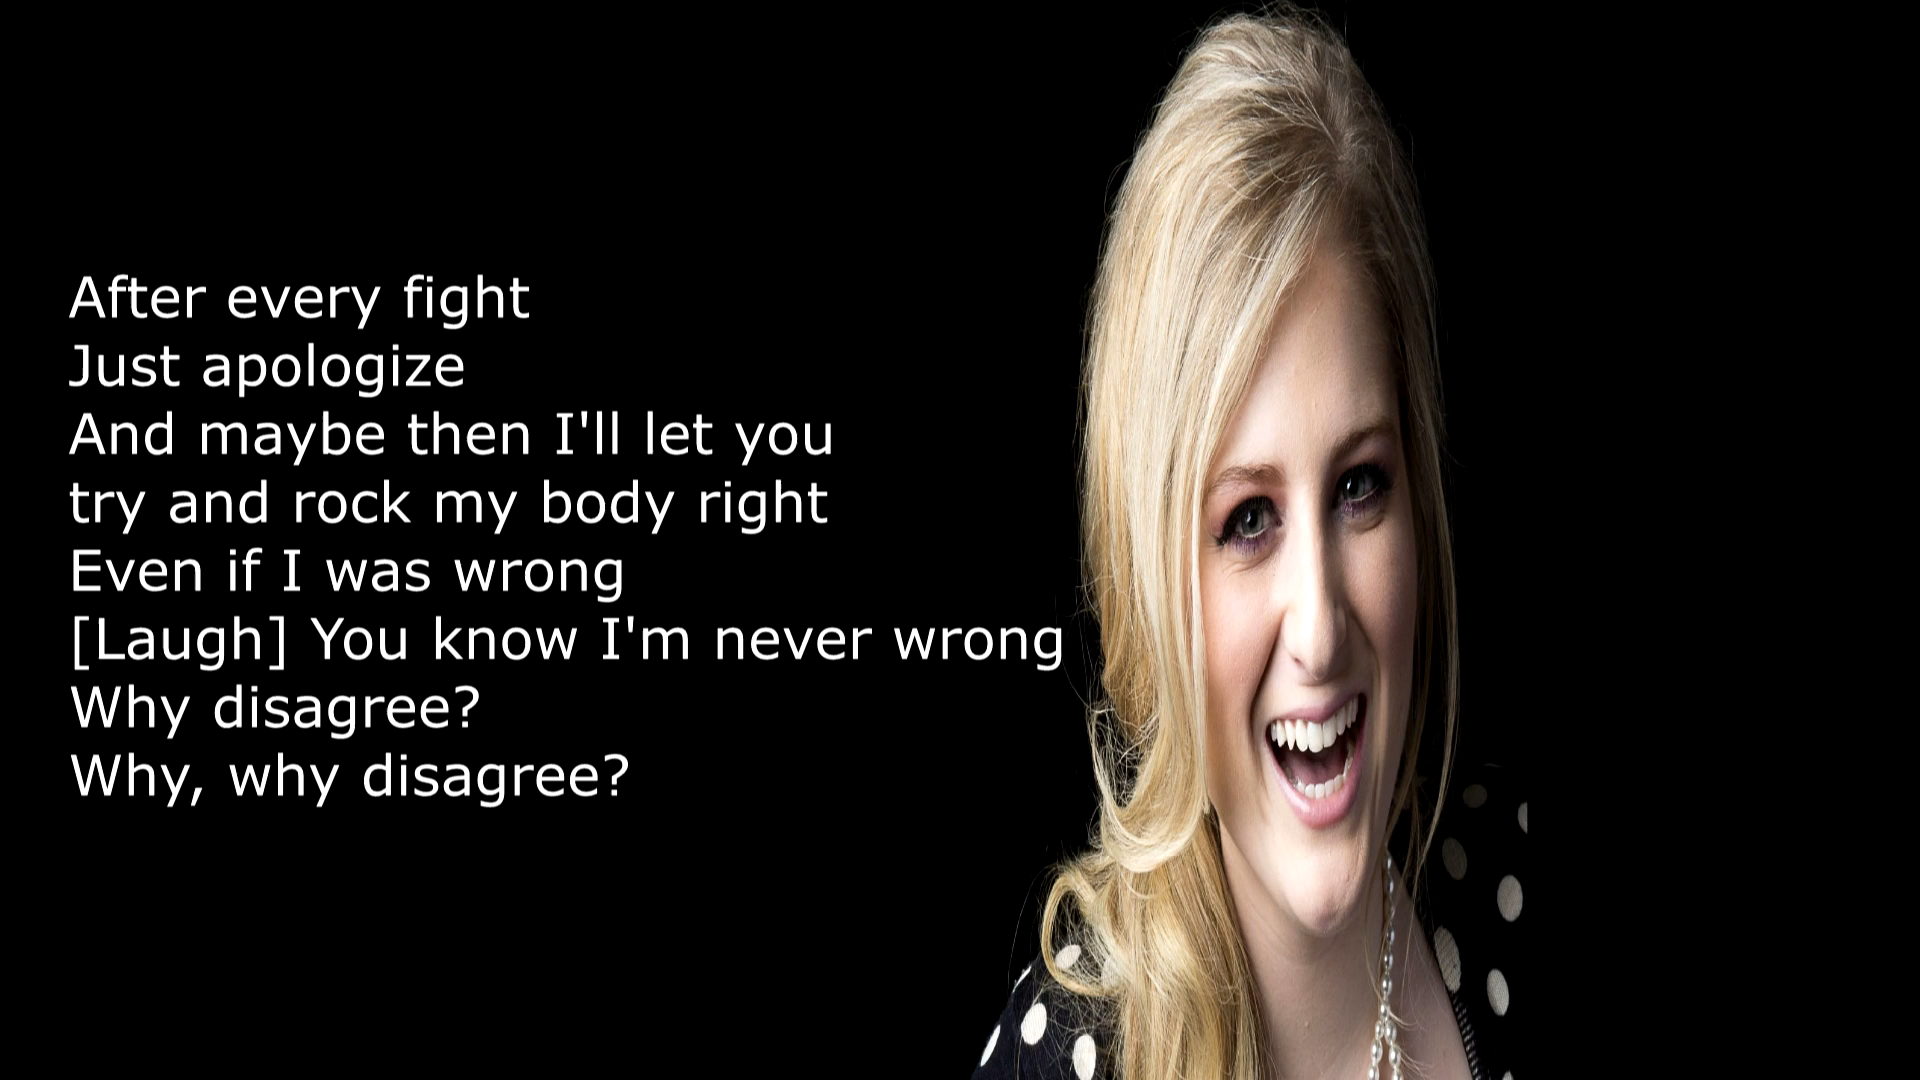 After every fight
Just apologize
And maybe then I'll let you
try and rock my body right
Even if I was wrong
[Laugh] You know I'm never wrong
Why disagree?
Why, why disagree?